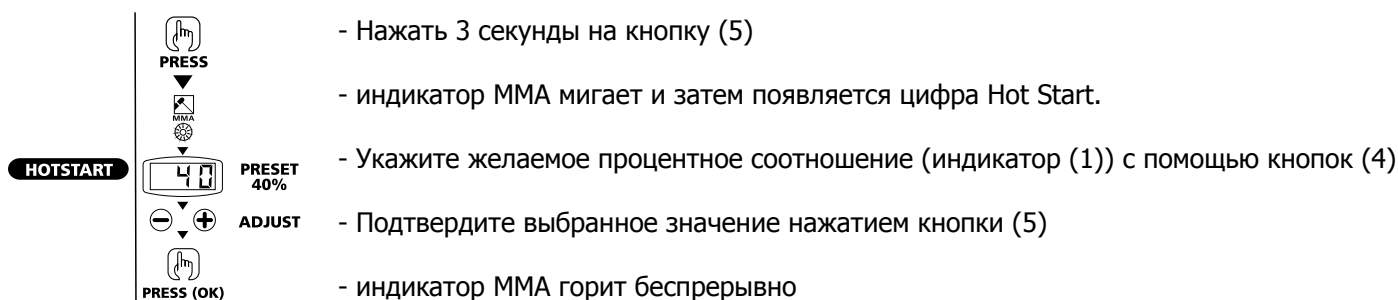 - Нажать 3 секунды на кнопку (5)
PRESS
- индикатор ММА мигает и затем появляется цифра Hot Start.
MMA
- Укажите желаемое процентное соотношение (индикатор (1)) с помощью кнопок (4)
HOTSTART
40
PRESET
40%
- Подтвердите выбранное значение нажатием кнопки (5)
ADJUST
PRESS (OK)
- индикатор ММА горит беспрерывно